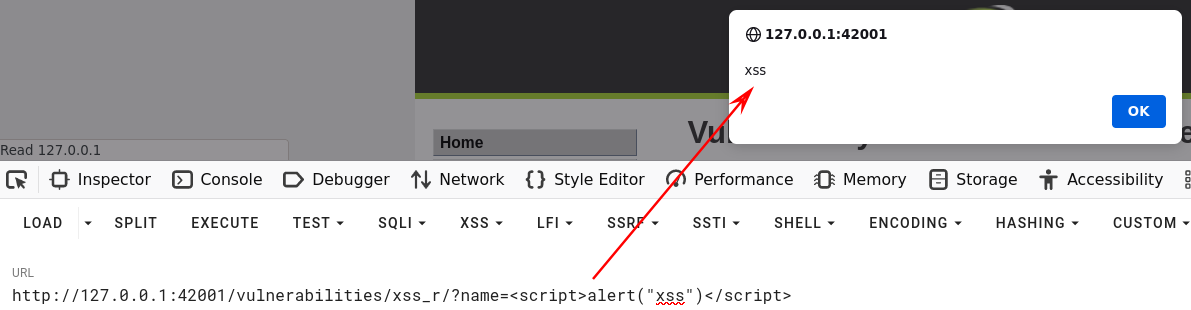 127.0.0.1:42001
xss
OK
Home
Read 127.0.0.1
Inspector Console Debugger Network Style Editor Performance Memory Storage Accessibility
LOAD SPLIT EXECUTE TEST SQLI XSS LFI SSRF SSTI SHELL ENCODING HASHING CUSTOM
URL
http://127.0.0.1:42001/vulnerabilities/xss_r/?name=<script>alert("xss")</script>